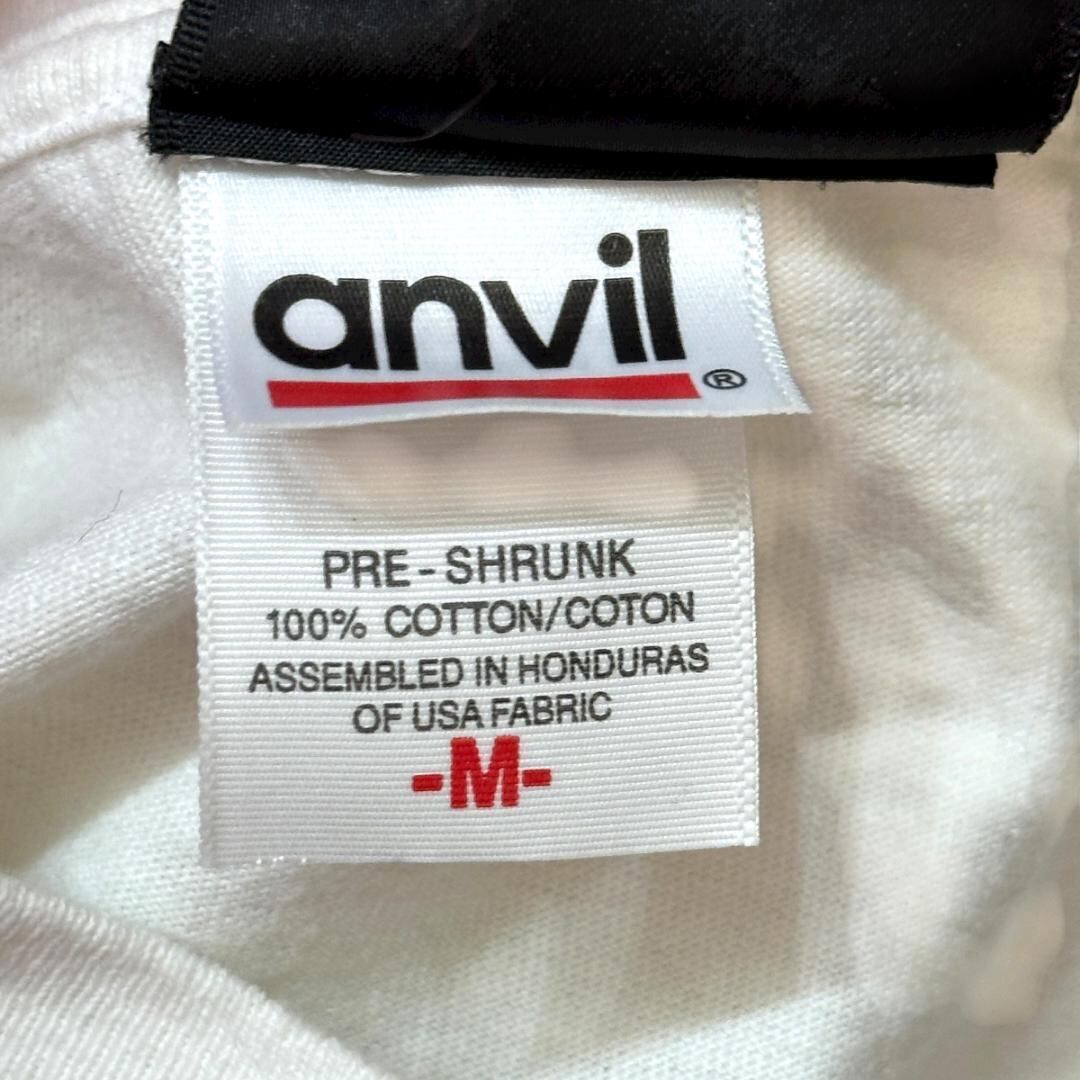 anvil®
PRE-SHRUNK
100% COTTON/COTON
ASSEMBLED IN HONDURAS
OF USA FABRIC
-M-